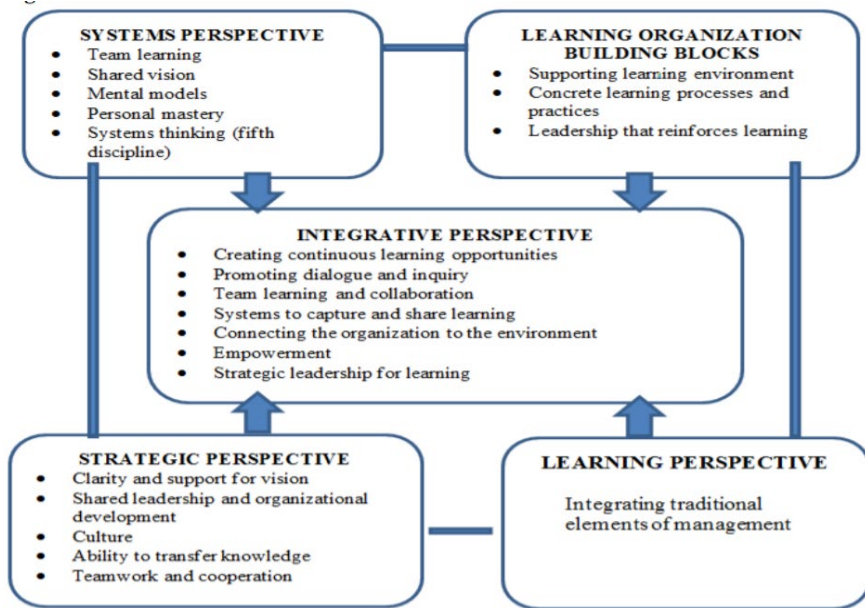 SYSTEMS PERSPECTIVE
• Team learning
• Shared vision
• Mental models
• Personal mastery
• Systems thinking (fifth
discipline)
LEARNING ORGANIZATION
BUILDING BLOCKS
• Supporting learning environment
• Concrete learning processes and
practices
• Leadership that reinforces learning
INTEGRATIVE PERSPECTIVE
• Creating continuous learning opportunities
• Promoting dialogue and inquiry
• Team learning and collaboration
• Systems to capture and share learning
• Connecting the organization to the environment
• Empowerment
• Strategic leadership for learning
STRATEGIC PERSPECTIVE
• Clarity and support for vision
• Shared leadership and organizational
development
• Culture
• Ability to transfer knowledge
• Teamwork and cooperation
LEARNING PERSPECTIVE
Integrating traditional
elements of management